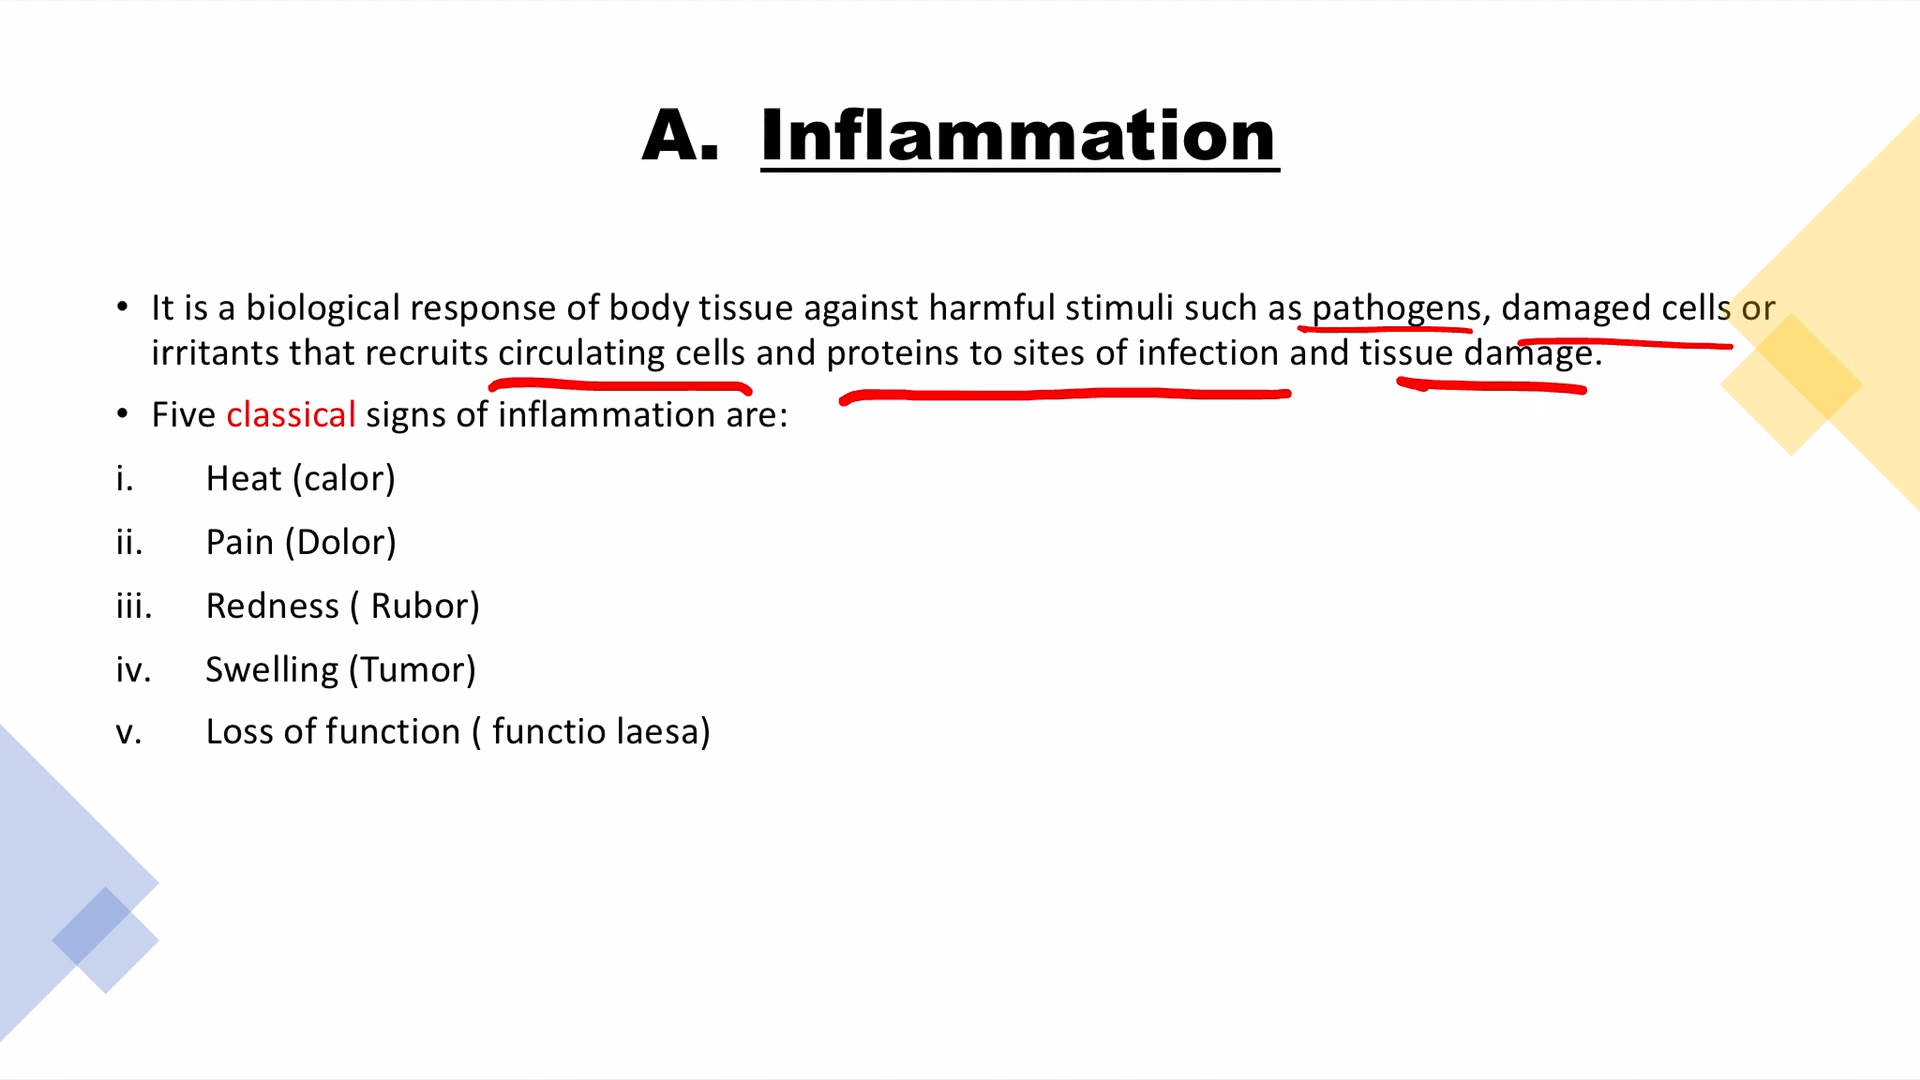 A. Inflammation
• It is a biological response of body tissue against harmful stimuli such as pathogens, damaged cells or
irritants that recruits circulating cells and proteins to sites of infection and tissue damage.
• Five classical signs of inflammation are:
i. Heat (calor)
ii. Pain (Dolor)
iii. Redness ( Rubor)
iv. Swelling (Tumor)
v. Loss of function ( functio laesa)